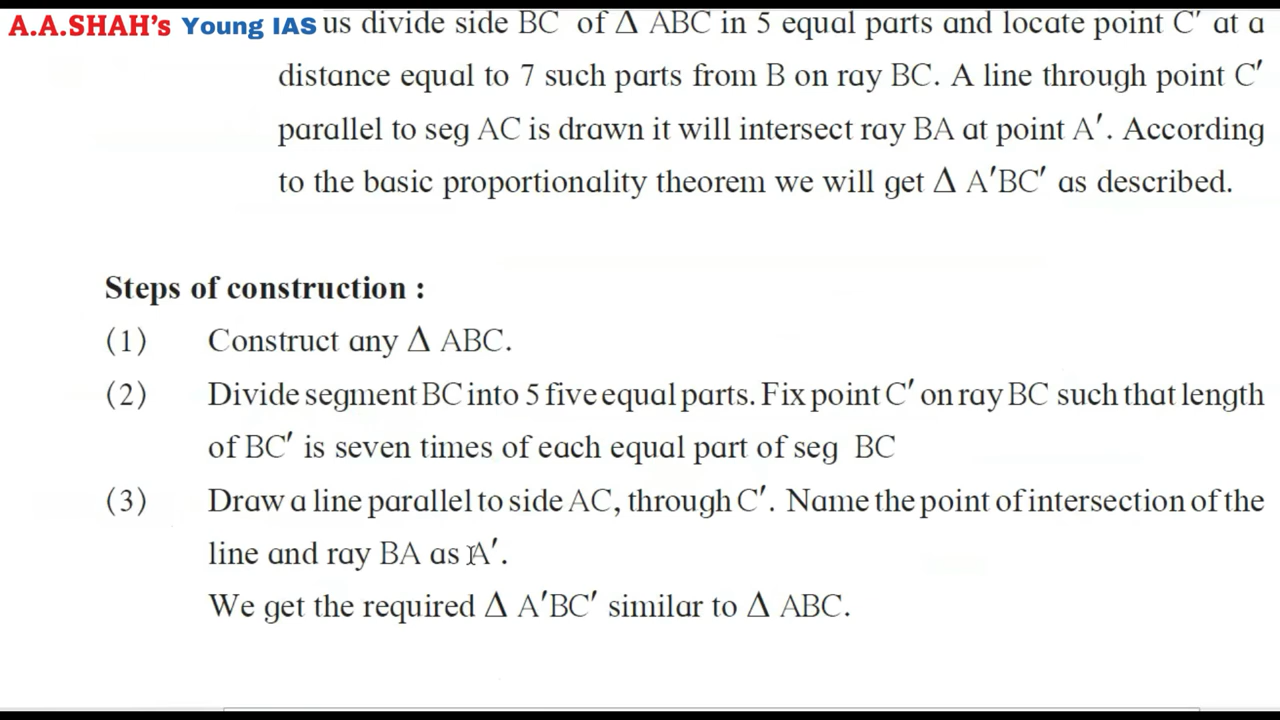 A.A.SHAH's Young IAS us divide side BC of Δ ABC in 5 equal parts and locate point C′ at a
distance equal to 7 such parts from B on ray BC. A line through point C′
parallel to seg AC is drawn it will intersect ray BA at point A′. According
to the basic proportionality theorem we will get Δ A′BC′ as described.
Steps of construction :
(1) Construct any Δ ABC.
(2) Divide segment BC into 5 five equal parts. Fix point C′ on ray BC such that length
of BC′ is seven times of each equal part of seg BC
(3) Draw a line parallel to side AC, through C′. Name the point of intersection of the
line and ray BA as A′.
We get the required Δ A′BC′ similar to Δ ABC.